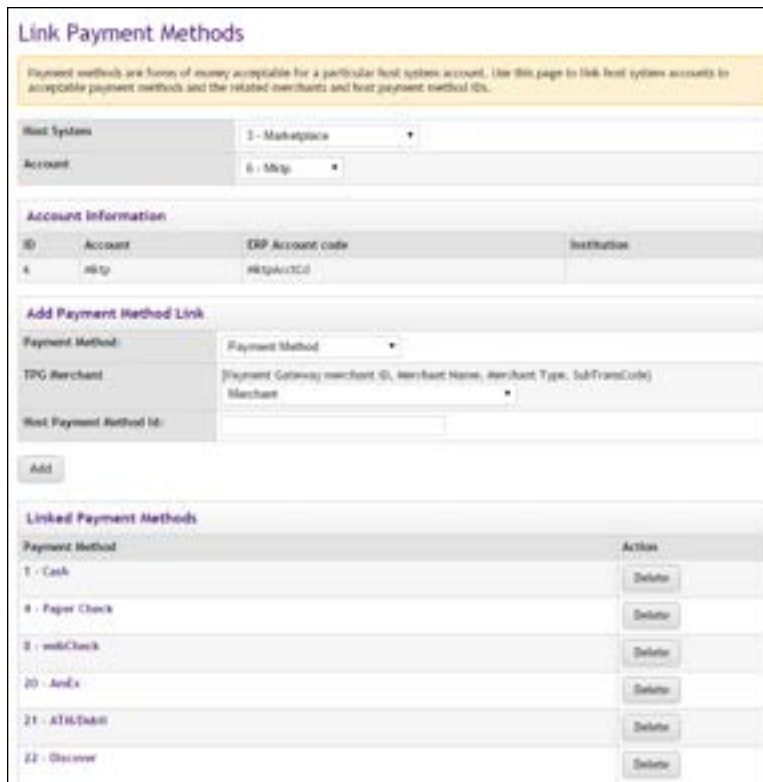 Link Payment Methods
Payment methods are forms of money acceptable for a particular host system account. Use this page to link host system accounts to
acceptable payment methods and the related merchants and host payment method IDs.
Host System 3 - Marketplace
Account 6 - Mktp
Account Information
ID Account ERP Account code Institution
6 Mktp MktpAcctCd
Add Payment Method Link
Payment Method: Payment Method
TPG Merchant (Payment Gateway merchant ID, Merchant Name, Merchant Type, SubTransCode)
Merchant
Host Payment Method Id:
Add
Linked Payment Methods
Payment Method Action
1 - Cash Delete
4 - Paper Check Delete
8 - webCheck Delete
20 - AmEx Delete
21 - ATM/Debit Delete
22 - Discover Delete